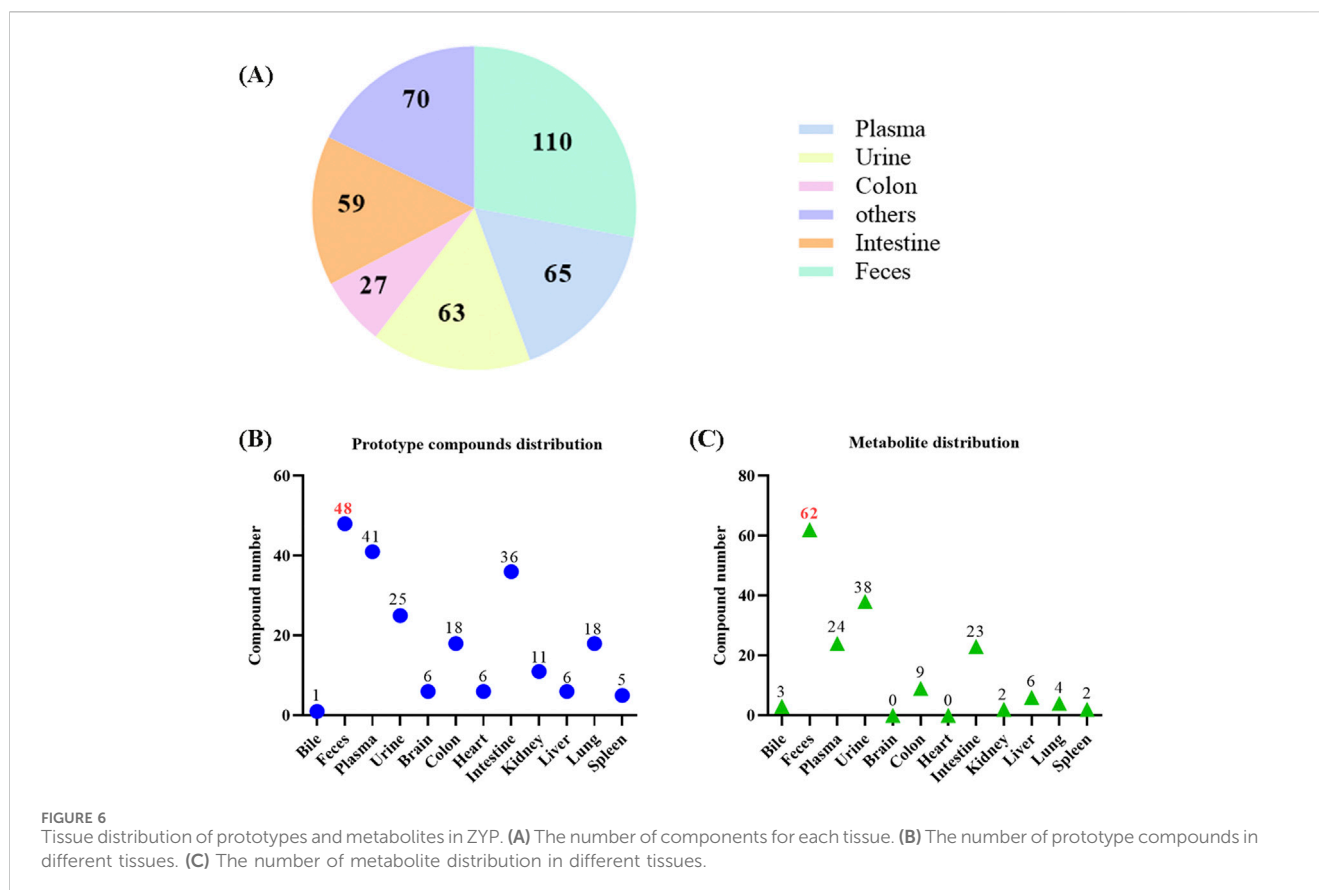 (A)
70
110
59
65
27
63
Plasma
Urine
Colon
others
Intestine
Feces
(B)
Prototype compounds distribution
Compound number
60
40
20
0
1
48
41
25
6
18
6
36
11
6
18
5
Bile
Feces
Plasma
Urine
Brain
Colon
Heart
Intestine
Kidney
Liver
Lung
Spleen
(C)
Metabolite distribution
Compound number
80
60
40
20
0
3
62
24
38
0
9
0
23
2
6
4
2
Bile
Feces
Plasma
Urine
Brain
Colon
Heart
Intestine
Kidney
Liver
Lung
Spleen
FIGURE 6
Tissue distribution of prototypes and metabolites in ZYP. (A) The number of components for each tissue. (B) The number of prototype compounds in
different tissues. (C) The number of metabolite distribution in different tissues.